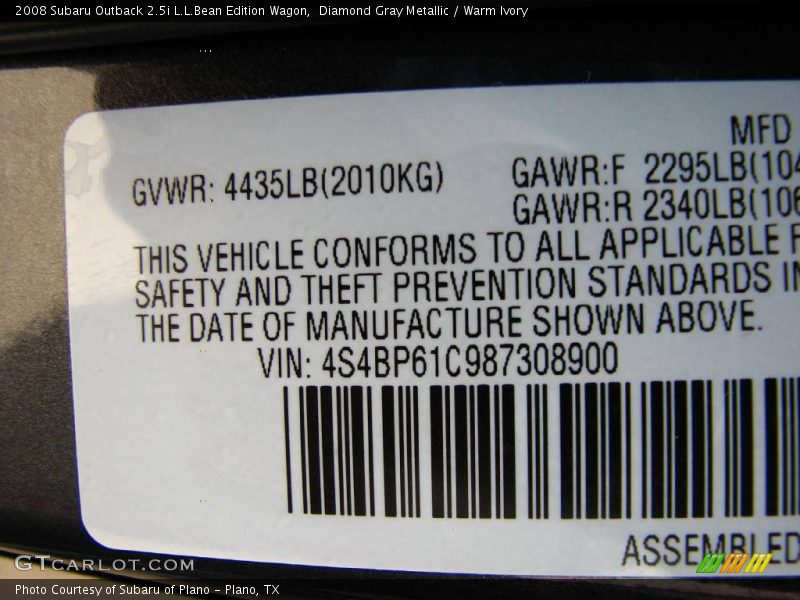 2008 Subaru Outback 2.5i L.L.Bean Edition Wagon,  Diamond Gray Metallic / Warm Ivory
MFD
GVWR: 4435LB(2010KG)
GAWR:F 2295LB(104
GAWR:R 2340LB(106
THIS VEHICLE CONFORMS TO ALL APPLICABLE F
SAFETY AND THEFT PREVENTION STANDARDS IN
THE DATE OF MANUFACTURE SHOWN ABOVE.
VIN: 4S4BP61C987308900
ASSEMBLED
GTCARLOT.COM
Photo Courtesy of Subaru of Plano - Plano, TX